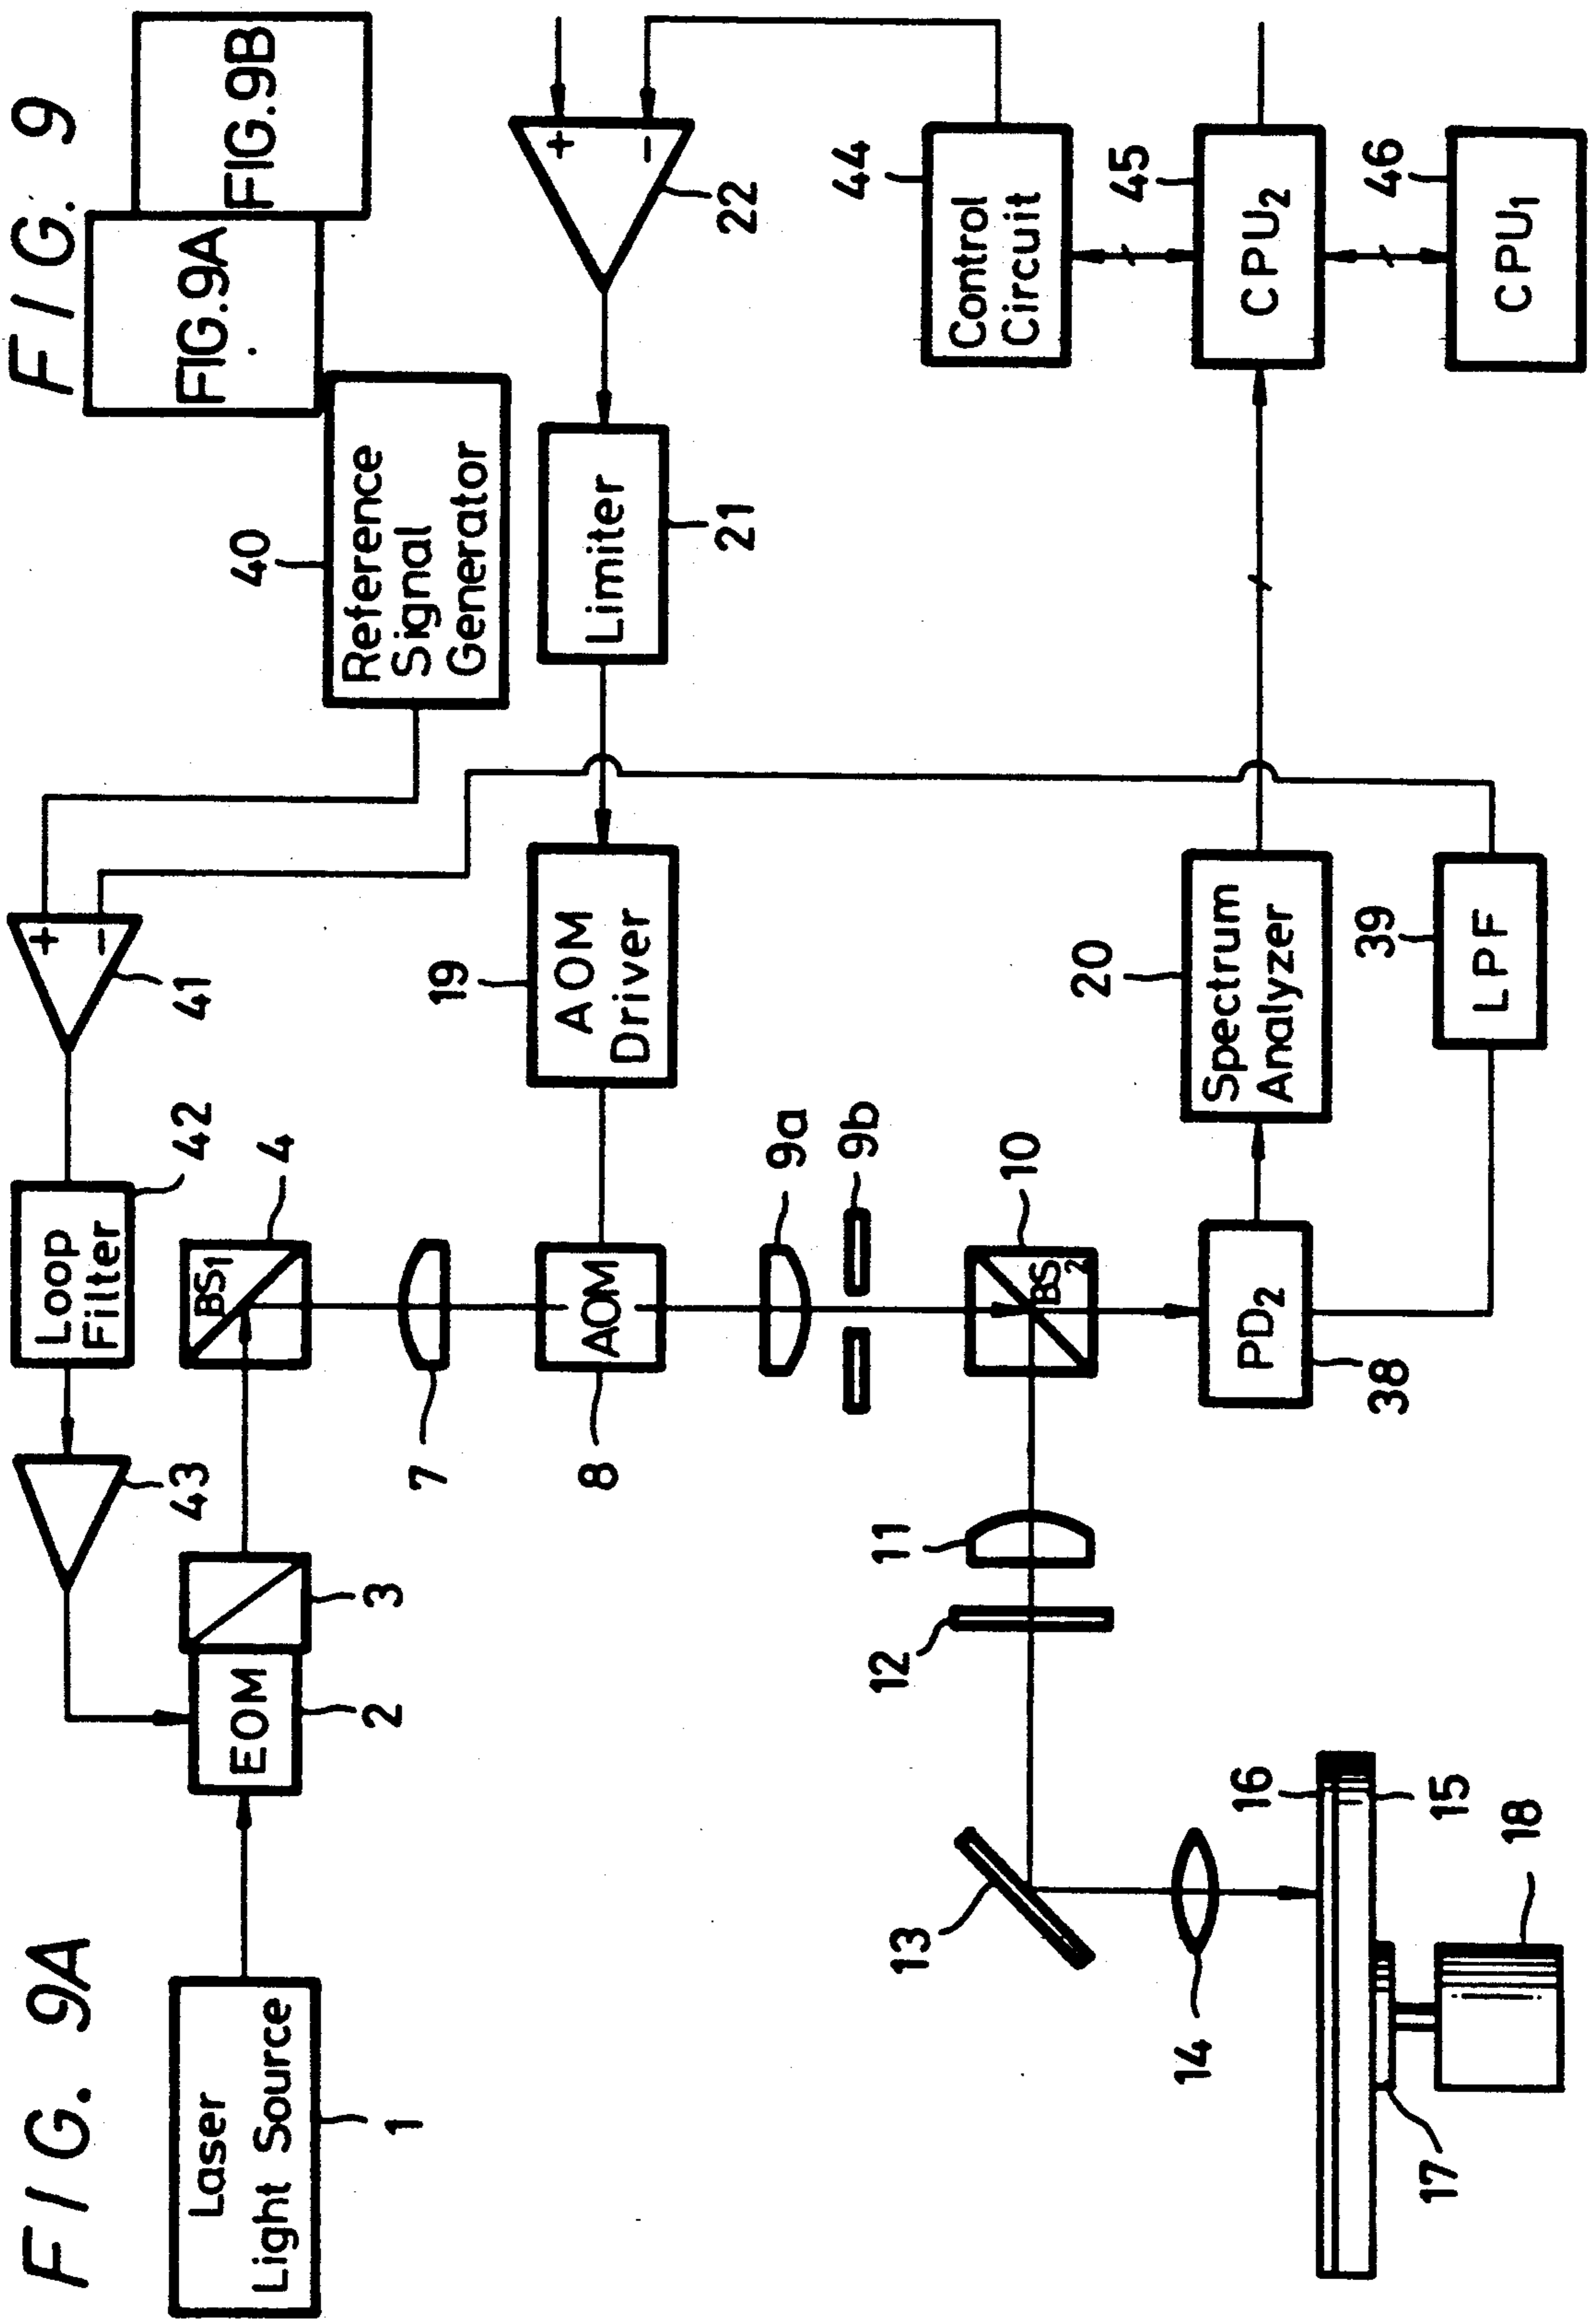 FIG. 9A
FIG. 9
FIG.9A
FIG.9B
Loop
Filter
42
43
41
+
-
40
Reference
Signal
Generator
Laser
Light Source
1
EOM
2
3
BS1
4
7
AOM
8
19
AOM
Driver
Limiter
21
+
-
22
9a
9b
10
BS2
11
12
13
14
16
15
17
18
PD2
38
20
Spectrum
Analyzer
39
LPF
44
Control
Circuit
45
CPU2
46
CPU1